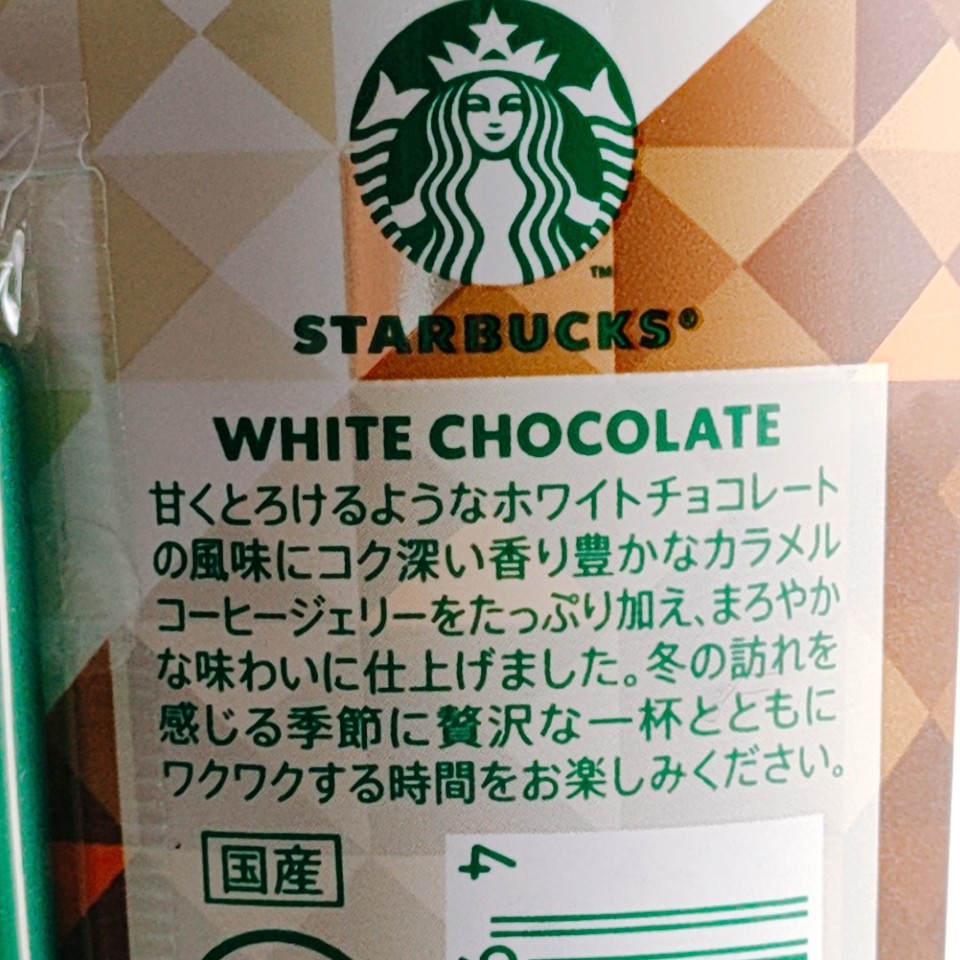 TM
STARBUCKS®
WHITE CHOCOLATE
甘くとろけるようなホワイトチョコレート
の風味にコク深い香り豊かなカラメル
コーヒージェリーをたっぷり加え、まろやか
な味わいに仕上げました。冬の訪れを
感じる季節に贅沢な一杯とともに
ワクワクする時間をお楽しみください。
国産
4